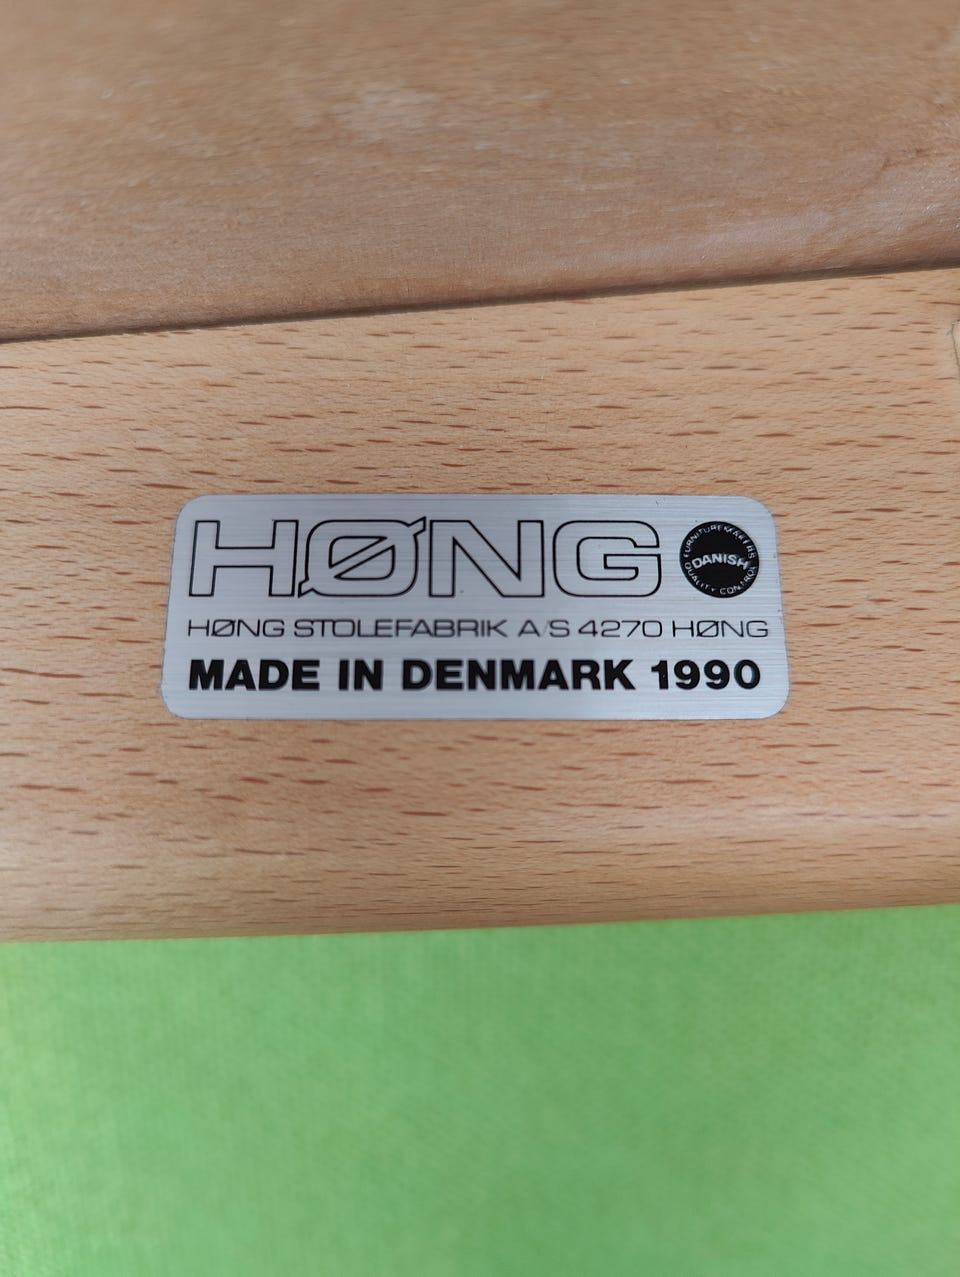 HØNG
FURNITUREMAKERS
DANISH
QUALITY CONTROL
HØNG STOLEFABRIK A/S 4270 HØNG
MADE IN DENMARK 1990